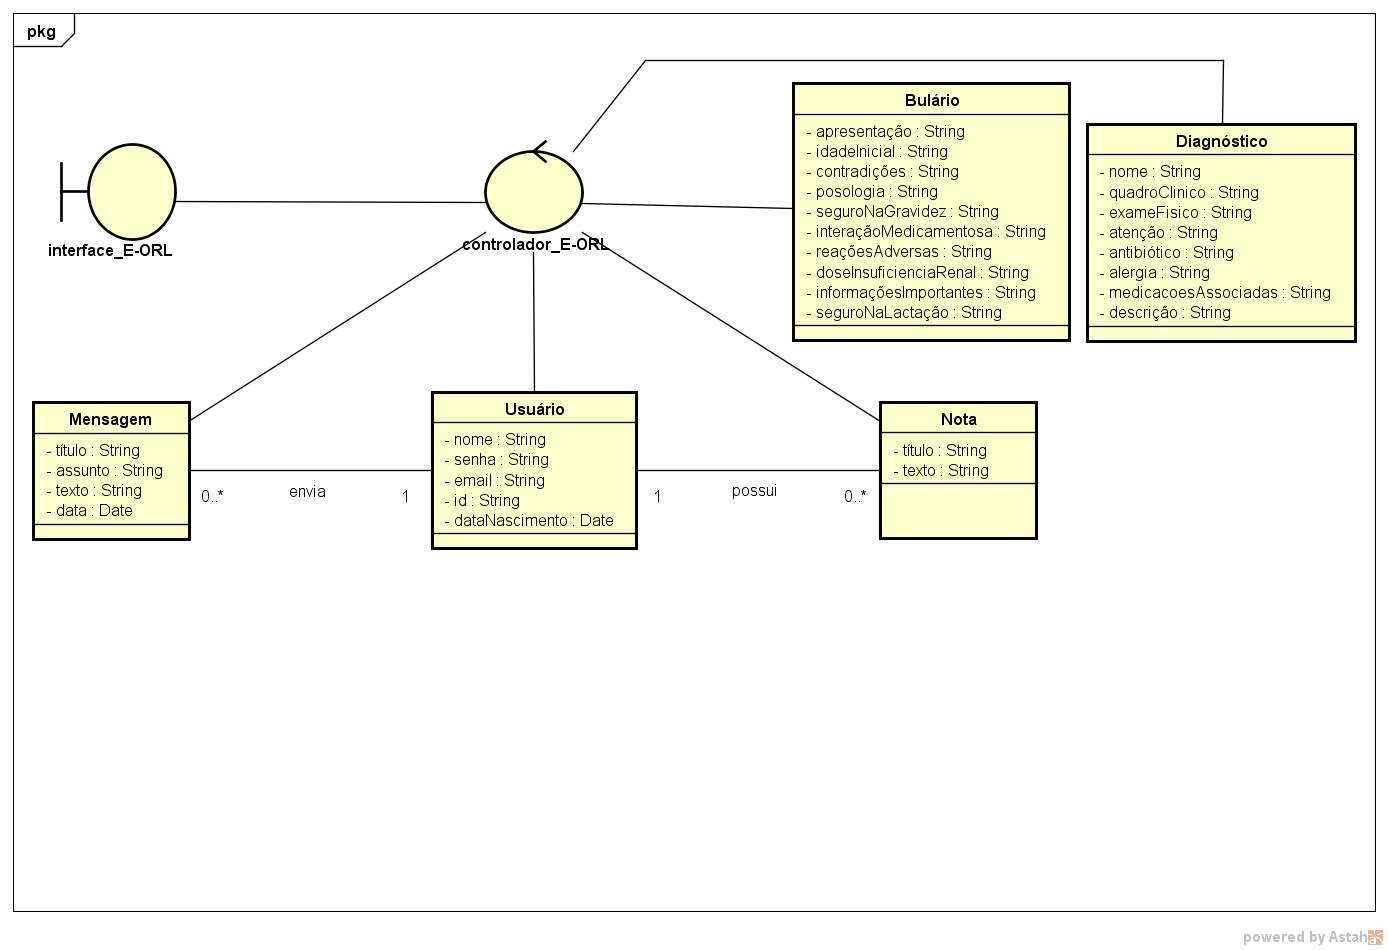 pkg
interface_E-ORL
controlador_E-ORL
Bulário
- apresentação : String
- idadeInicial : String
- contradições : String
- posologia : String
- seguroNaGravidez : String
- interaçãoMedicamentosa : String
- reaçõesAdversas : String
- doseInsuficienciaRenal : String
- informaçõesImportantes : String
- seguroNaLactação : String
Diagnóstico
- nome : String
- quadroClinico : String
- exameFisico : String
- atenção : String
- antibiótico : String
- alergia : String
- medicacoesAssociadas : String
- descrição : String
Mensagem
- título : String
- assunto : String
- texto : String
- data : Date
0..*
envia
1
Usuário
- nome : String
- senha : String
- email : String
- id : String
- dataNascimento : Date
1
possui
0..*
Nota
- título : String
- texto : String
powered by Astah